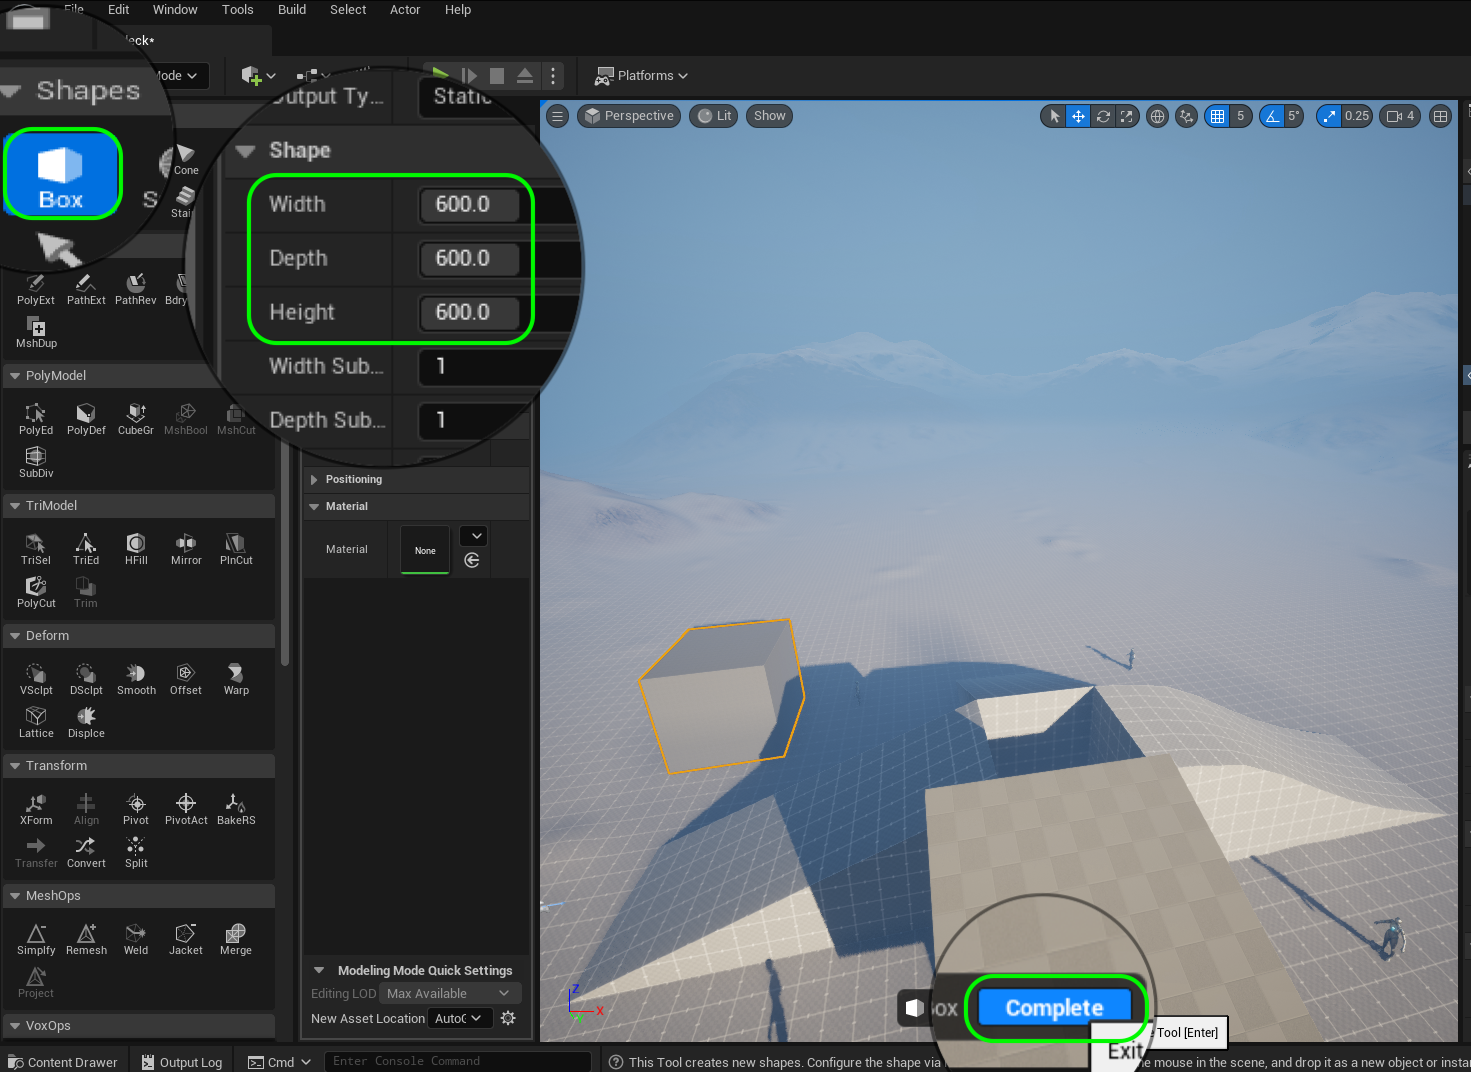 File Edit Window Tools Build Select Actor Help
eck*
Mode
Platforms
Shapes
Box
Cone
Output Ty...
Static
Shape
Width 600.0
Depth 600.0
Height 600.0
Width Sub... 1
Depth Sub... 1
Perspective Lit Show
5 5° 0.25 4
PolyExt PathExt PathRev Bdry
MshDup
PolyModel
PolyEd PolyDef CubeGr MshBool MshCut
SubDiv
TriModel
TriSel TriEd HFill Mirror PlnCut
PolyCut Trim
Deform
VSclpt DSclpt Smooth Offset Warp
Lattice Displce
Transform
XForm Align Pivot PivotAct BakeRS
Transfer Convert Split
MeshOps
Simplfy Remesh Weld Jacket Merge
Project
VoxOps
Positioning
Material
Material None
Modeling Mode Quick Settings
Editing LOD Max Available
New Asset Location
Z
X
Y
ox Complete
Tool [Enter]
Exit
Content Drawer Output Log Cmd Enter Console Command
This Tool creates new shapes. Configure the shape via
e mouse in the scene, and drop it as a new object or insta